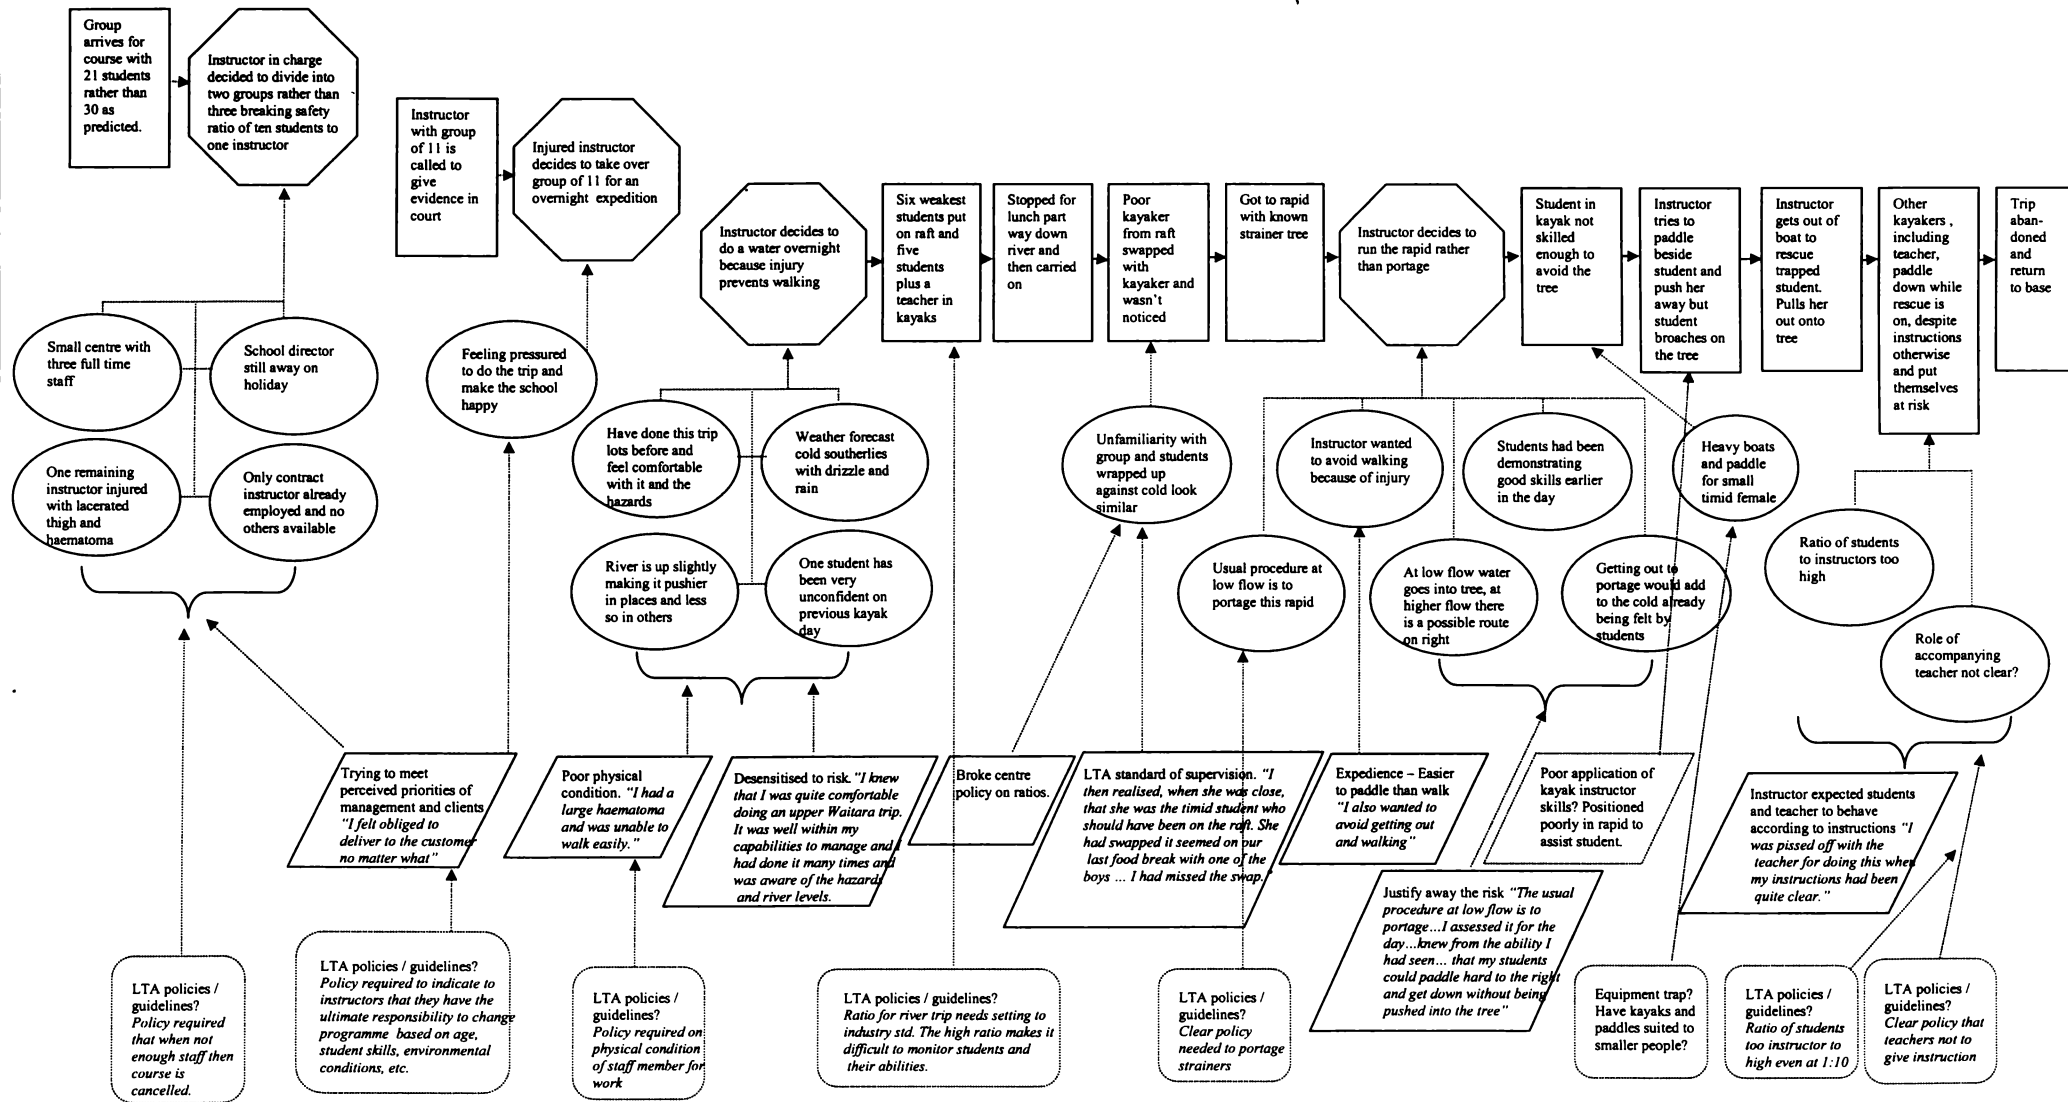 Group
arrives for
course with
21 students
rather than
30 as
predicted.
Instructor in charge
decided to divide into
two groups rather than
three breaking safety
ratio of ten students to
one instructor
Instructor
with group
of 11 is
called to
give
evidence in
court
Injured instructor
decides to take over
group of 11 for an
overnight expedition
Instructor decides to
do a water overnight
because injury
prevents walking
Six weakest
students put
on raft and
five
students
plus a
teacher in
kayaks
Stopped for
lunch part
way down
river and
then carried
on
Poor
kayaker
from raft
swapped
with
kayaker and
wasn't
noticed
Got to rapid
with known
strainer tree
Instructor decides to
run the rapid rather
than portage
Student in
kayak not
skilled
enough to
avoid the
tree
Instructor
tries to
paddle
beside
student and
push her
away but
student
broaches on
the tree
Instructor
gets out of
boat to
rescue
trapped
student.
Pulls her
out onto
tree
Other
kayakers ,
including
teacher,
paddle
down while
rescue is
on, despite
instructions
otherwise
and put
themselves
at risk
Trip
aban-
doned
and
return
to base
Small centre with
three full time
staff
School director
still away on
holiday
One remaining
instructor injured
with lacerated
thigh and
haematoma
Only contract
instructor already
employed and no
others available
Feeling pressured
to do the trip and
make the school
happy
Have done this trip
lots before and
feel comfortable
with it and the
hazards
Weather forecast
cold southerlies
with drizzle and
rain
River is up slightly
making it pushier
in places and less
so in others
One student has
been very
unconfident on
previous kayak
day
Unfamiliarity with
group and students
wrapped up
against cold look
similar
Usual procedure at
low flow is to
portage this rapid
Instructor wanted
to avoid walking
because of injury
At low flow water
goes into tree, at
higher flow there
is a possible route
on right
Students had been
demonstrating
good skills earlier
in the day
Getting out to
portage would add
to the cold already
being felt by
students
Heavy boats
and paddle
for small
timid female
Ratio of students
to instructors too
high
Role of
accompanying
teacher not clear?
Trying to meet
perceived priorities of
management and clients
"I felt obliged to
deliver to the customer
no matter what"
Poor physical
condition. "I had a
large haematoma
and was unable to
walk easily."
Desensitised to risk. "I knew
that I was quite comfortable
doing an upper Waitara trip.
It was well within my
capabilities to manage and I
had done it many times and
was aware of the hazards
and river levels.
Broke centre
policy on ratios.
LTA standard of supervision. "I
then realised, when she was close,
that she was the timid student who
should have been on the raft. She
had swapped it seemed on our
last food break with one of the
boys ... I had missed the swap."
Expedience – Easier
to paddle than walk
"I also wanted to
avoid getting out
and walking"
Justify away the risk "The usual
procedure at low flow is to
portage...I assessed it for the
day...knew from the ability I
had seen... that my students
could paddle hard to the right
and get down without being
pushed into the tree"
Poor application of
kayak instructor
skills? Positioned
poorly in rapid to
assist student.
Instructor expected students
and teacher to behave
according to instructions "I
was pissed off with the
teacher for doing this when
my instructions had been
quite clear."
LTA policies /
guidelines?
Policy required
that when not
enough staff then
course is
cancelled.
LTA policies / guidelines?
Policy required to indicate to
instructors that they have the
ultimate responsibility to change
programme based on age,
student skills, environmental
conditions, etc.
LTA policies /
guidelines?
Policy required on
physical condition
of staff member for
work
LTA policies / guidelines?
Ratio for river trip needs setting to
industry std. The high ratio makes it
difficult to monitor students and
their abilities.
LTA policies /
guidelines?
Clear policy
needed to portage
strainers
Equipment trap?
Have kayaks and
paddles suited to
smaller people?
LTA policies /
guidelines?
Ratio of students
too instructor to
high even at 1:10
LTA policies /
guidelines?
Clear policy that
teachers not to
give instruction